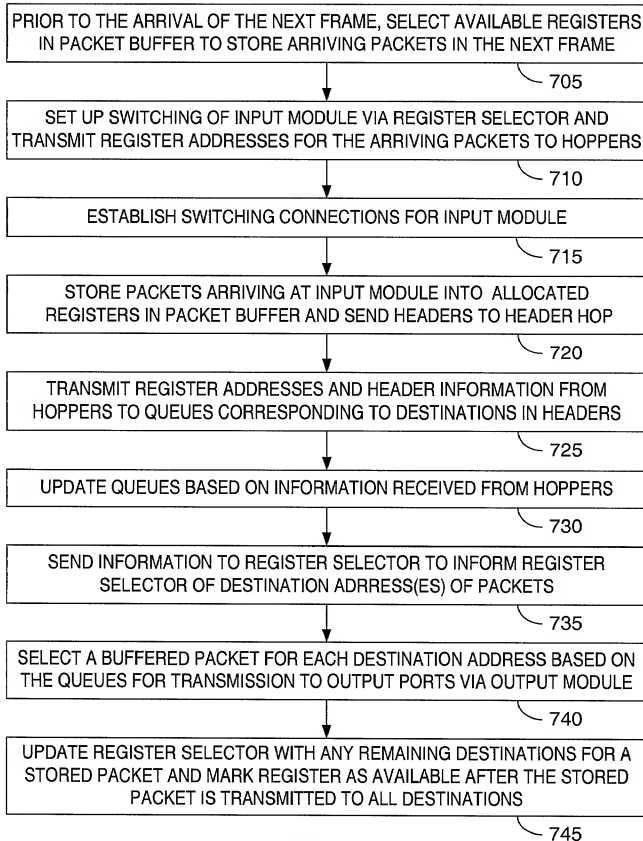 PRIOR TO THE ARRIVAL OF THE NEXT FRAME, SELECT AVAILABLE REGISTERS
IN PACKET BUFFER TO STORE ARRIVING PACKETS IN THE NEXT FRAME
705
SET UP SWITCHING OF INPUT MODULE VIA REGISTER SELECTOR AND
TRANSMIT REGISTER ADDRESSES FOR THE ARRIVING PACKETS TO HOPPERS
710
ESTABLISH SWITCHING CONNECTIONS FOR INPUT MODULE
715
STORE PACKETS ARRIVING AT INPUT MODULE INTO ALLOCATED
REGISTERS IN PACKET BUFFER AND SEND HEADERS TO HEADER HOP
720
TRANSMIT REGISTER ADDRESSES AND HEADER INFORMATION FROM
HOPPERS TO QUEUES CORRESPONDING TO DESTINATIONS IN HEADERS
725
UPDATE QUEUES BASED ON INFORMATION RECEIVED FROM HOPPERS
730
SEND INFORMATION TO REGISTER SELECTOR TO INFORM REGISTER
SELECTOR OF DESTINATION ADRRESS(ES) OF PACKETS
735
SELECT A BUFFERED PACKET FOR EACH DESTINATION ADDRESS BASED ON
THE QUEUES FOR TRANSMISSION TO OUTPUT PORTS VIA OUTPUT MODULE
740
UPDATE REGISTER SELECTOR WITH ANY REMAINING DESTINATIONS FOR A
STORED PACKET AND MARK REGISTER AS AVAILABLE AFTER THE STORED
PACKET IS TRANSMITTED TO ALL DESTINATIONS
745